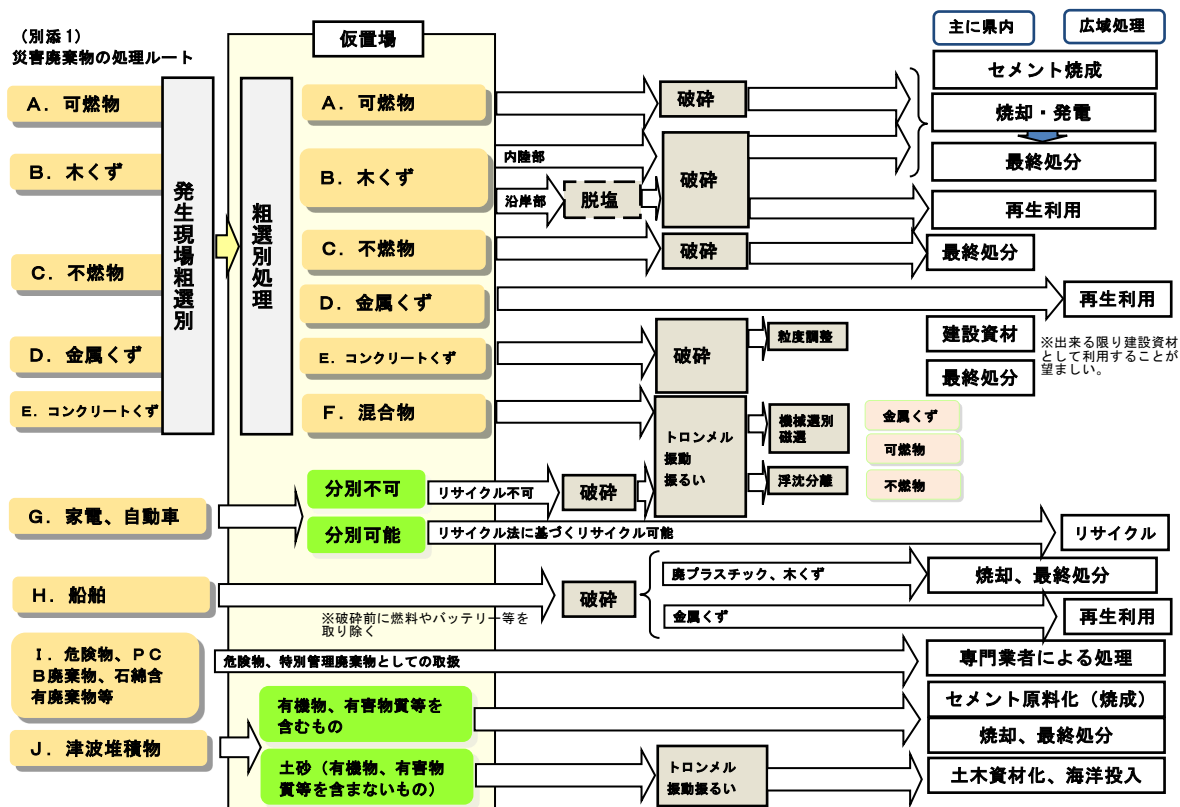 （別添１）
災害廃棄物の処理ルート
仮置場
主に県内
広域処理
Ａ．可燃物
Ｂ．木くず
Ｃ．不燃物
Ｄ．金属くず
Ｅ．コンクリートくず
発生現場粗選別
粗選別処理
Ａ．可燃物
破砕
セメント焼成
焼却・発電
最終処分
Ｂ．木くず
内陸部
沿岸部
脱塩
破砕
再生利用
Ｃ．不燃物
破砕
最終処分
Ｄ．金属くず
再生利用
Ｅ．コンクリートくず
破砕
粒度調整
建設資材
※出来る限り建設資材
として利用することが
望ましい。
最終処分
Ｆ．混合物
トロンメル
振動
振るい
機械選別
磁選
浮沈分離
金属くず
可燃物
不燃物
Ｇ．家電、自動車
分別不可
リサイクル不可
破砕
分別可能
リサイクル法に基づくリサイクル可能
リサイクル
Ｈ．船舶
※破砕前に燃料やバッテリー等を
取り除く
破砕
廃プラスチック、木くず
焼却、最終処分
金属くず
再生利用
Ｉ．危険物、ＰＣ
Ｂ廃棄物、石綿含
有廃棄物等
危険物、特別管理廃棄物としての取扱
専門業者による処理
Ｊ．津波堆積物
有機物、有害物質等を
含むもの
セメント原料化（焼成）
焼却、最終処分
土砂（有機物、有害物
質等を含まないもの）
トロンメル
振動振るい
土木資材化、海洋投入